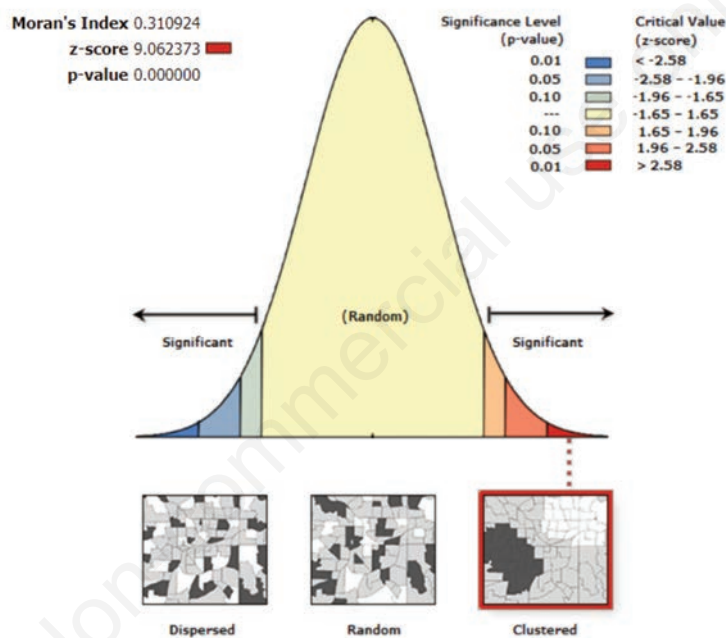 Moran's Index 0.310924
z-score 9.062373
p-value 0.000000
Significance Level
(p-value)
0.01
0.05
0.10
---
0.10
0.05
0.01
Critical Value
(z-score)
< -2.58
-2.58 - -1.96
-1.96 - -1.65
-1.65 - 1.65
1.65 - 1.96
1.96 - 2.58
> 2.58
Significant
(Random)
Significant
Dispersed
Random
Clustered
commercial use